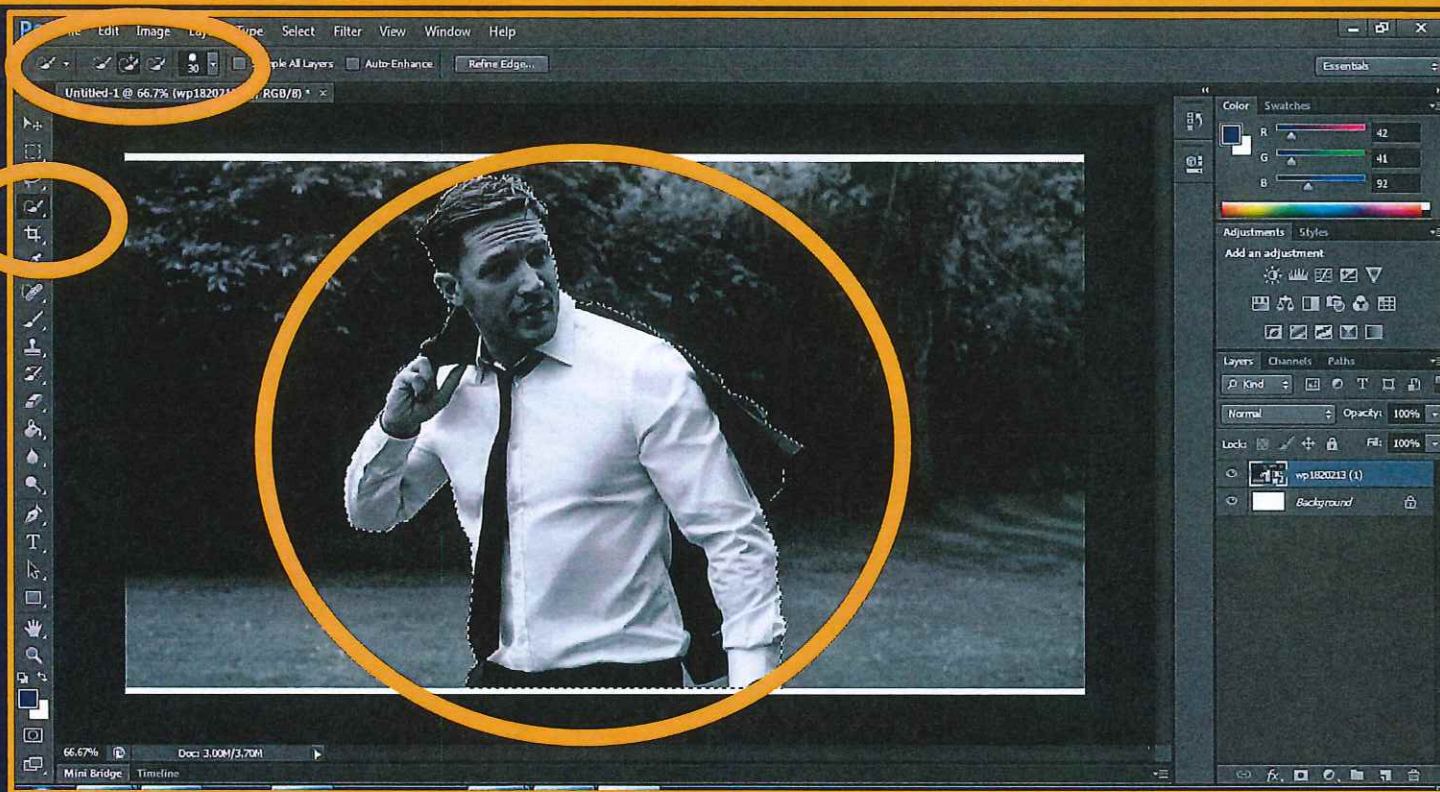 Ps Edit Image Select Filter View Window Help
30 All Layers Auto-Enhance Refine Edge... Essentials
Untitled-1 @ 66.7% RGB/8) * ×
Color Swatches
R 42
G 41
B 92
Adjustments Styles
Add an adjustment
Layers Channels Paths
Kind
Normal Opacity: 100%
Lock: Fill: 100%
wp1820213 (1)
Background
66.67% Doc: 3.00M/3.70M
Mini Bridge Timeline